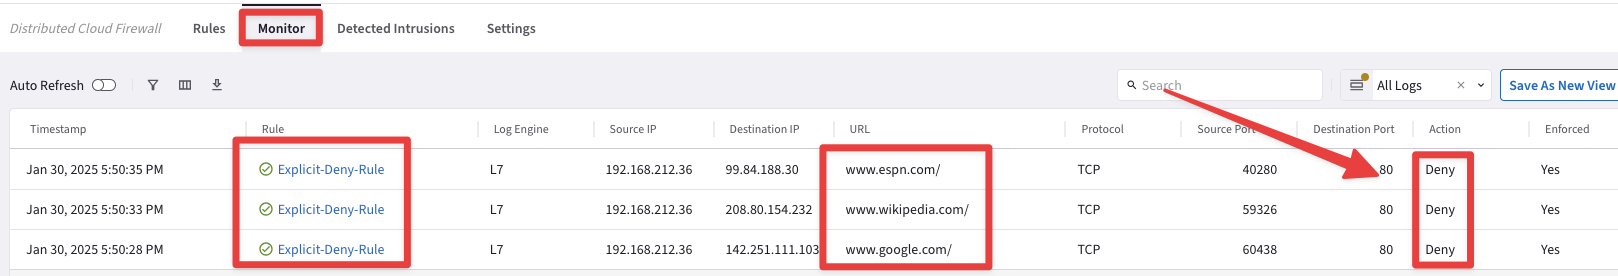 Distributed Cloud Firewall Rules Monitor Detected Intrusions Settings
Auto Refresh Search All Logs Save As New View
Timestamp Rule Log Engine Source IP Destination IP URL Protocol Source Port Destination Port Action Enforced
Jan 30, 2025 5:50:35 PM Explicit-Deny-Rule L7 192.168.212.36 99.84.188.30 www.espn.com/ TCP 40280 80 Deny Yes
Jan 30, 2025 5:50:33 PM Explicit-Deny-Rule L7 192.168.212.36 208.80.154.232 www.wikipedia.com/ TCP 59326 80 Deny Yes
Jan 30, 2025 5:50:28 PM Explicit-Deny-Rule L7 192.168.212.36 142.251.111.103 www.google.com/ TCP 60438 80 Deny Yes